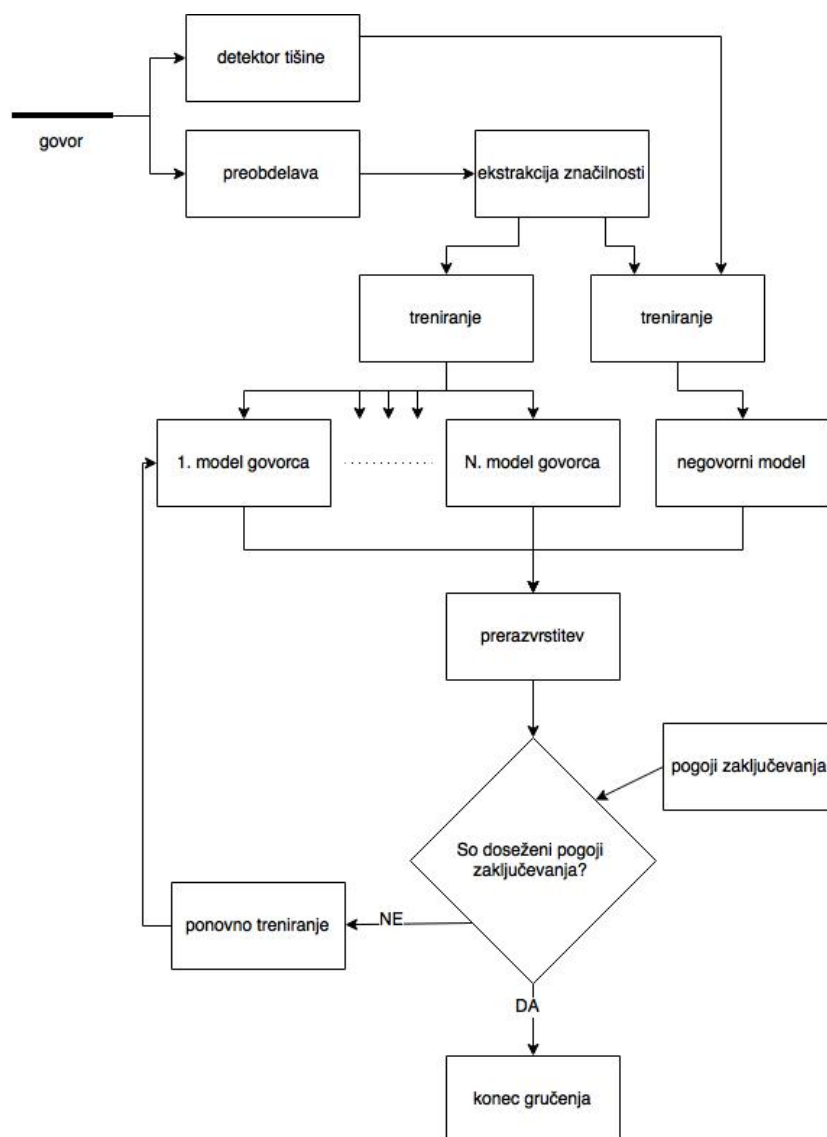 detektor tišine
govor
preobdelava
ekstrakcija značilnosti
treniranje
treniranje
1. model govorca
N. model govorca
negovorni model
prerazvrstitev
pogoji zaključevanja
So doseženi pogoji
zaključevanja?
ponovno treniranje
NE
DA
konec gručenja